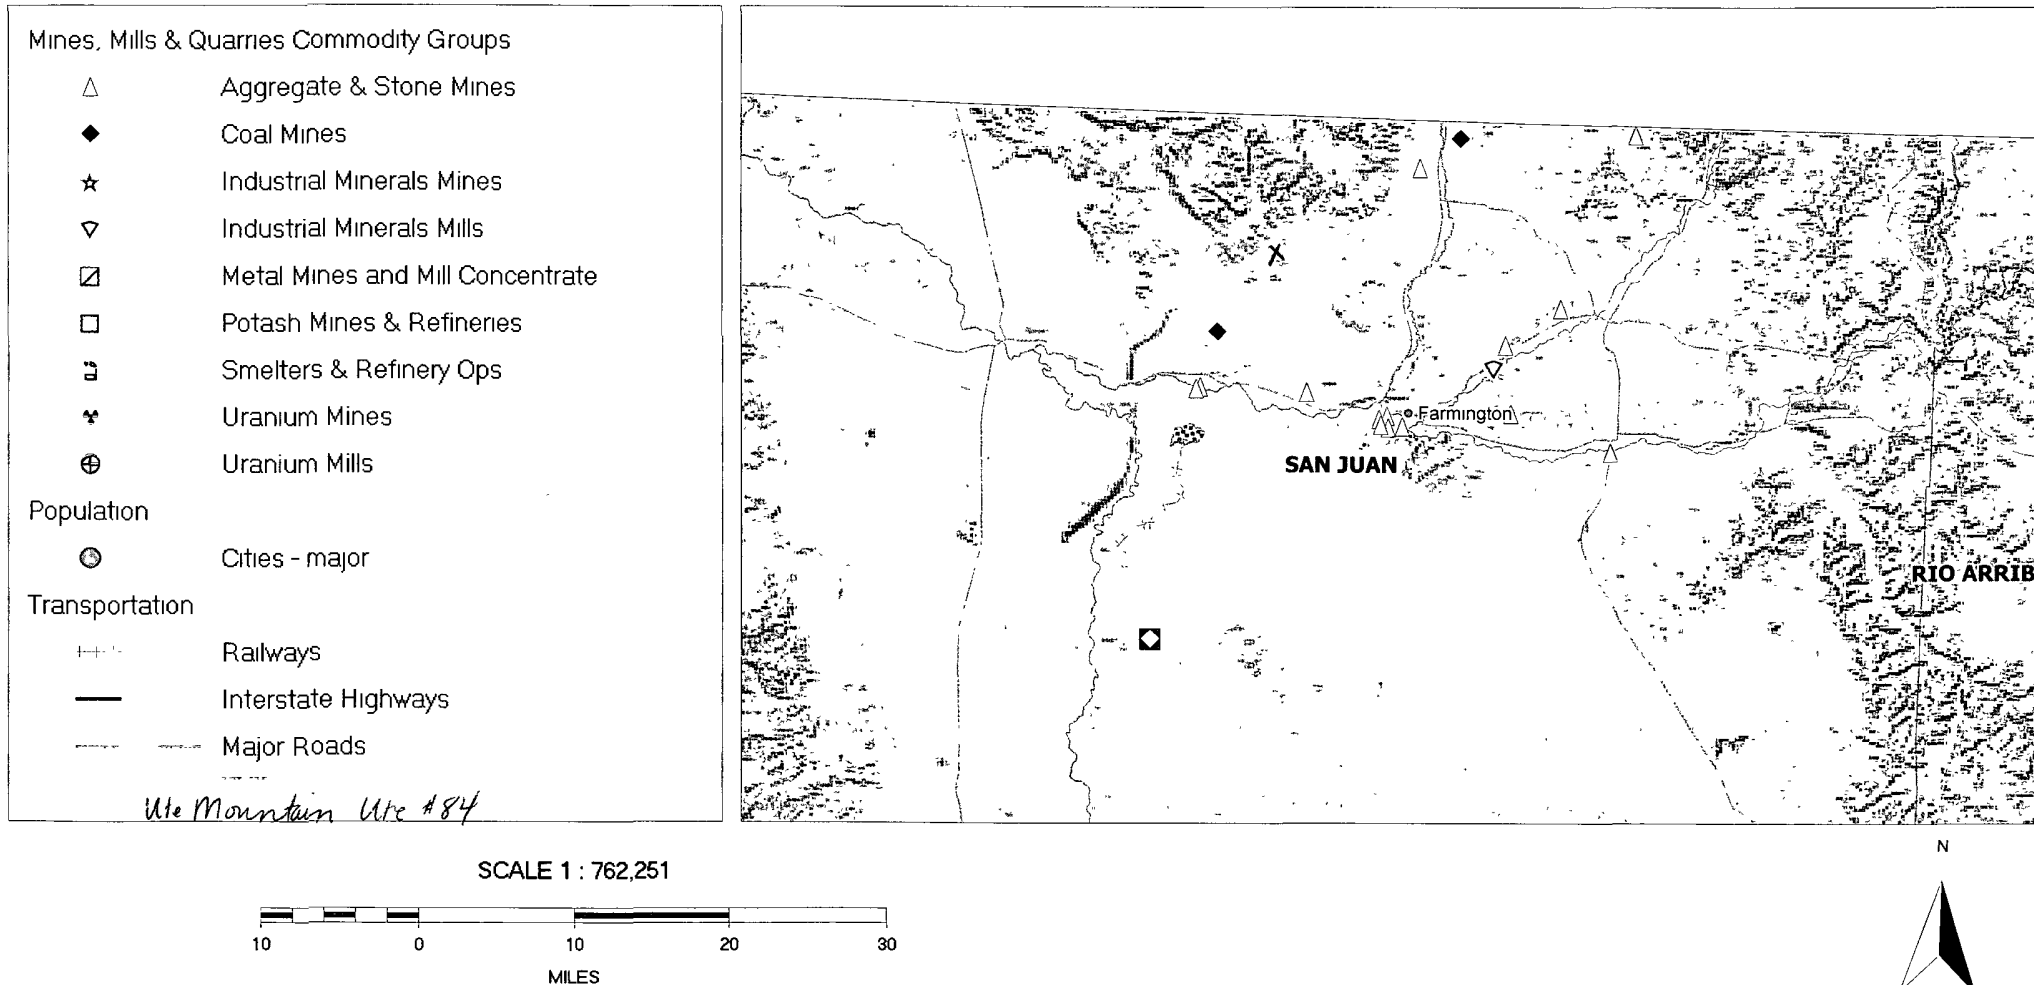 Mines, Mills & Quarries Commodity Groups
Aggregate & Stone Mines
Coal Mines
Industrial Minerals Mines
Industrial Minerals Mills
Metal Mines and Mill Concentrate
Potash Mines & Refineries
Smelters & Refinery Ops
Uranium Mines
Uranium Mills
Population
Cities - major
Transportation
Railways
Interstate Highways
Major Roads
Ute Mountain Ute #84
X
Farmington
SAN JUAN
RIO ARRIB
SCALE 1 : 762,251
10 0 10 20 30
MILES
N